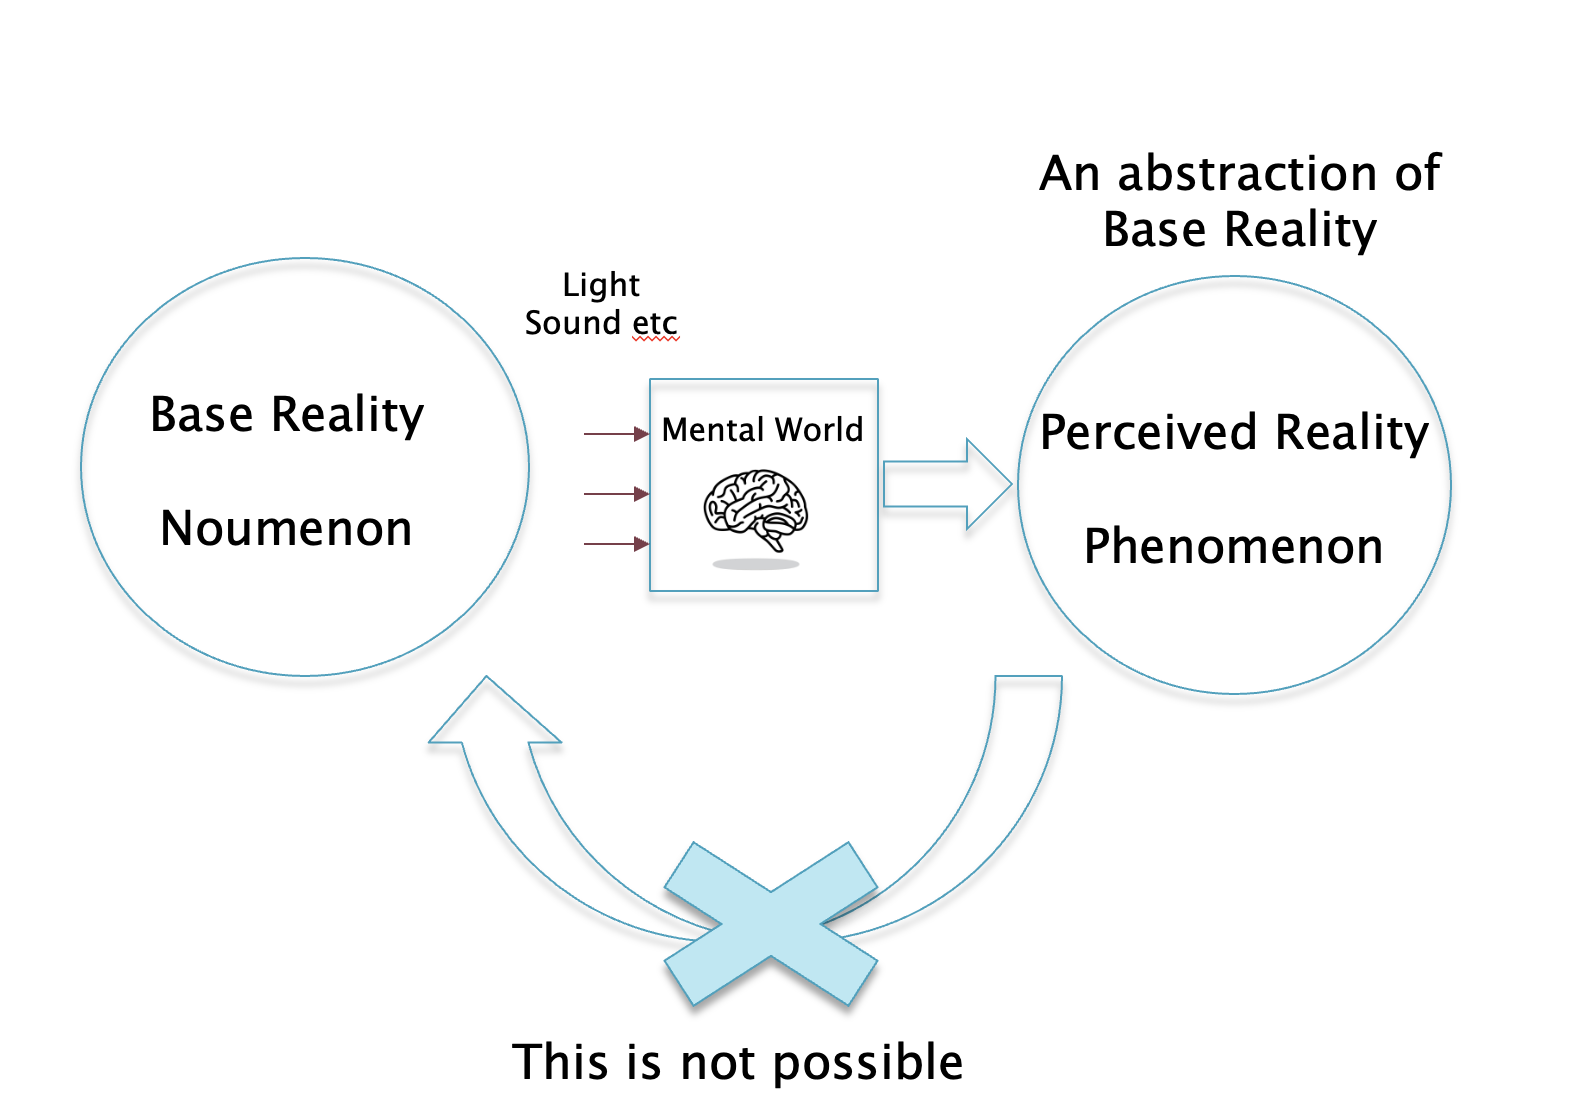 An abstraction of
Base Reality
Light
Sound etc
Base Reality
Noumenon
Mental World
Perceived Reality
Phenomenon
This is not possible